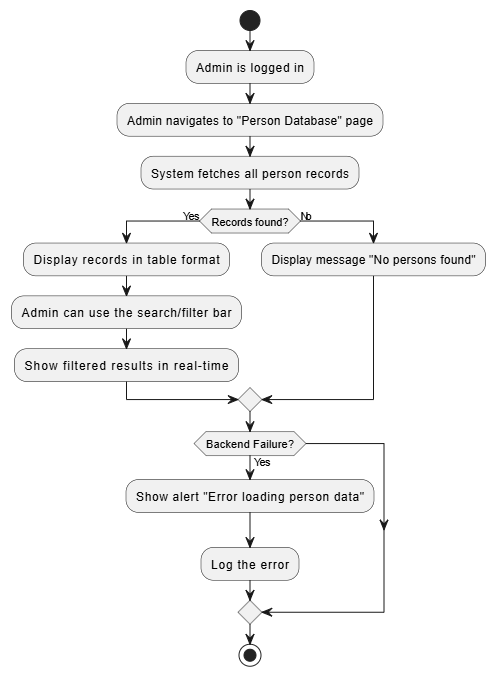 Admin is logged in
Admin navigates to "Person Database" page
System fetches all person records
Yes
Records found?
No
Display records in table format
Display message "No persons found"
Admin can use the search/filter bar
Show filtered results in real-time
Backend Failure?
Yes
Show alert "Error loading person data"
Log the error